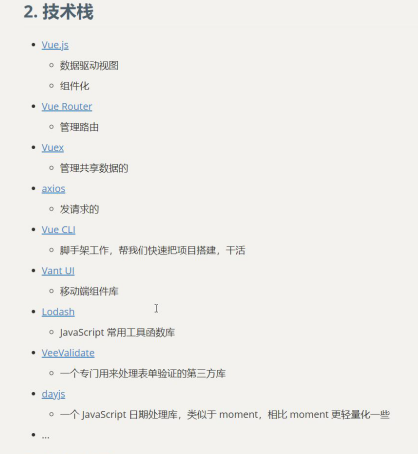 2. 技术栈
Vue.js
数据驱动视图
组件化
Vue Router
管理路由
Vuex
管理共享数据的
axios
发请求的
Vue CLI
脚手架工作，帮我们快速把项目搭建，干活
Vant UI
移动端组件库
Lodash
JavaScript 常用工具函数库
VeeValidate
一个专门用来处理表单验证的第三方库
dayjs
一个 JavaScript 日期处理库，类似于 moment，相比 moment 更轻量化一些
...